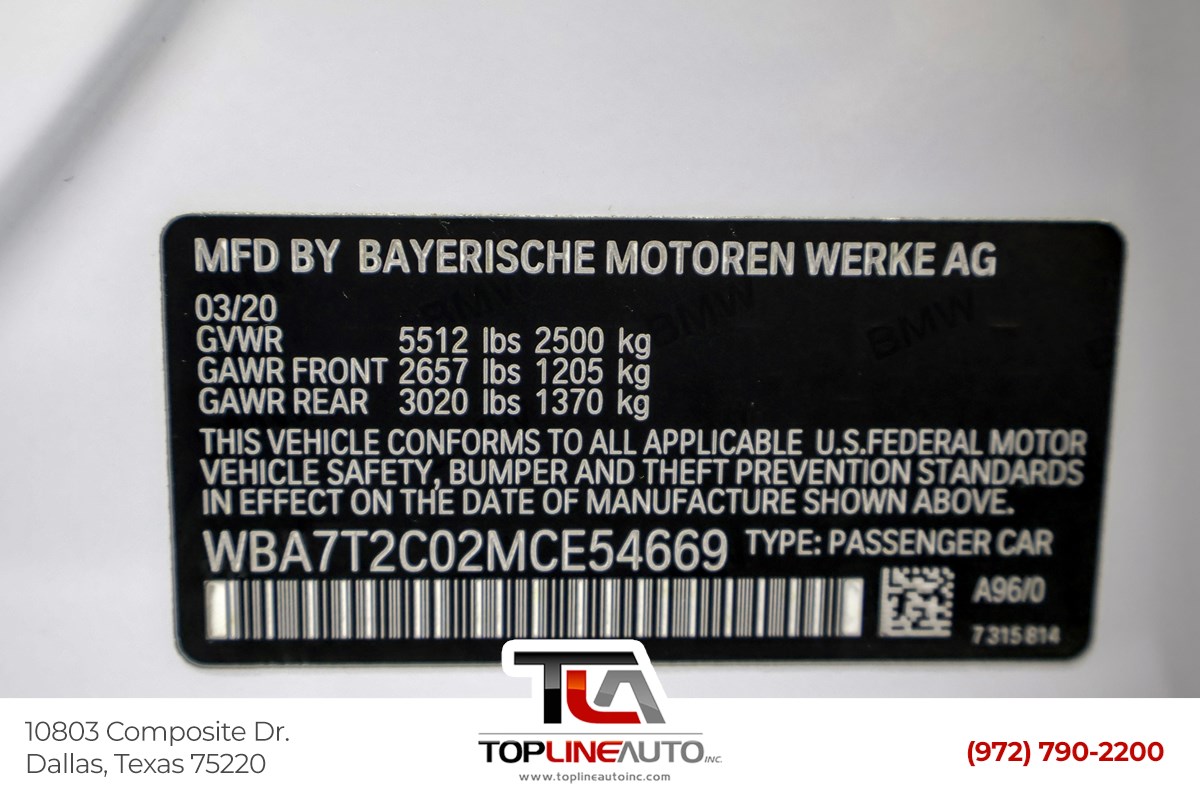 MFD BY BAYERISCHE MOTOREN WERKE AG
03/20
GVWR 5512 lbs 2500 kg
GAWR FRONT 2657 lbs 1205 kg
GAWR REAR 3020 lbs 1370 kg
THIS VEHICLE CONFORMS TO ALL APPLICABLE U.S.FEDERAL MOTOR
VEHICLE SAFETY, BUMPER AND THEFT PREVENTION STANDARDS
IN EFFECT ON THE DATE OF MANUFACTURE SHOWN ABOVE.
WBA7T2C02MCE54669 TYPE: PASSENGER CAR
A96/0
7 315 814
BMW
BMW
BMW
TLA
TOPLINEAUTO INC.
www.toplineautoinc.com
10803 Composite Dr.
Dallas, Texas 75220
(972) 790-2200